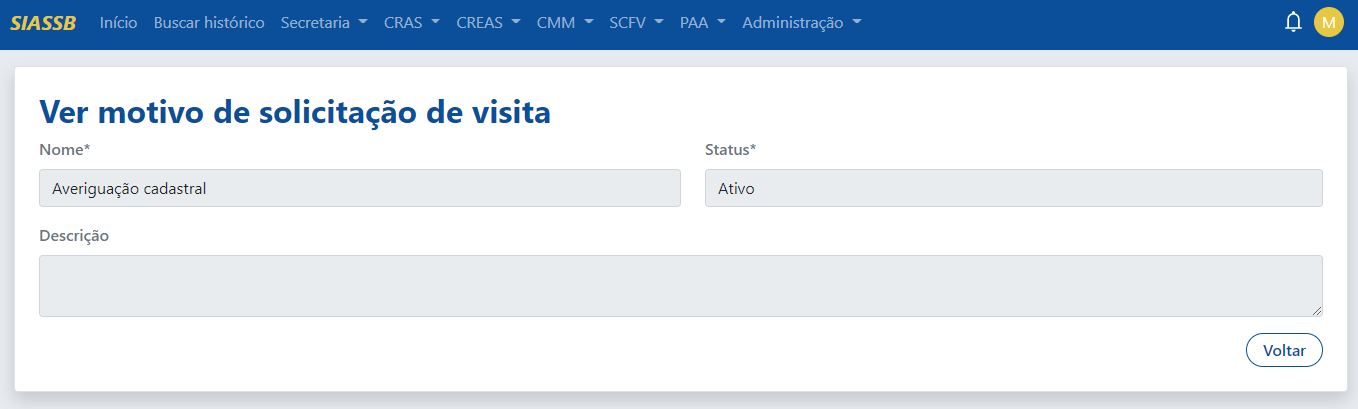 SIASSB Início Buscar histórico Secretaria CRAS CREAS CMM SCFV PAA Administração M
Ver motivo de solicitação de visita
Nome* Status*
Averiguação cadastral Ativo
Descrição
Voltar